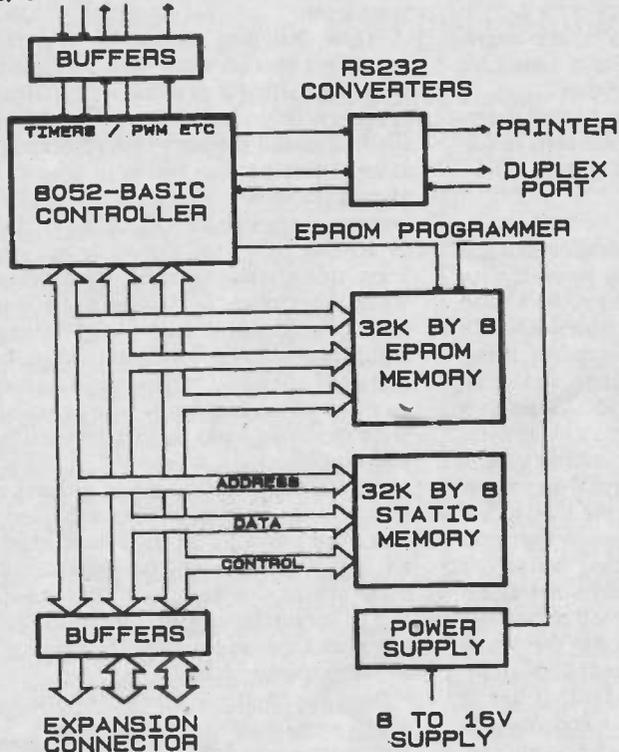 BUFFERS
RS232
CONVERTERS
TIMERS / PWM ETC
8052-BASIC
CONTROLLER
PRINTER
DUPLEX
PORT
EPROM PROGRAMMER
32K BY 8
EPROM
MEMORY
ADDRESS
DATA
CONTROL
32K BY 8
STATIC
MEMORY
BUFFERS
POWER
SUPPLY
EXPANSION
CONNECTOR
8 TO 16V
SUPPLY